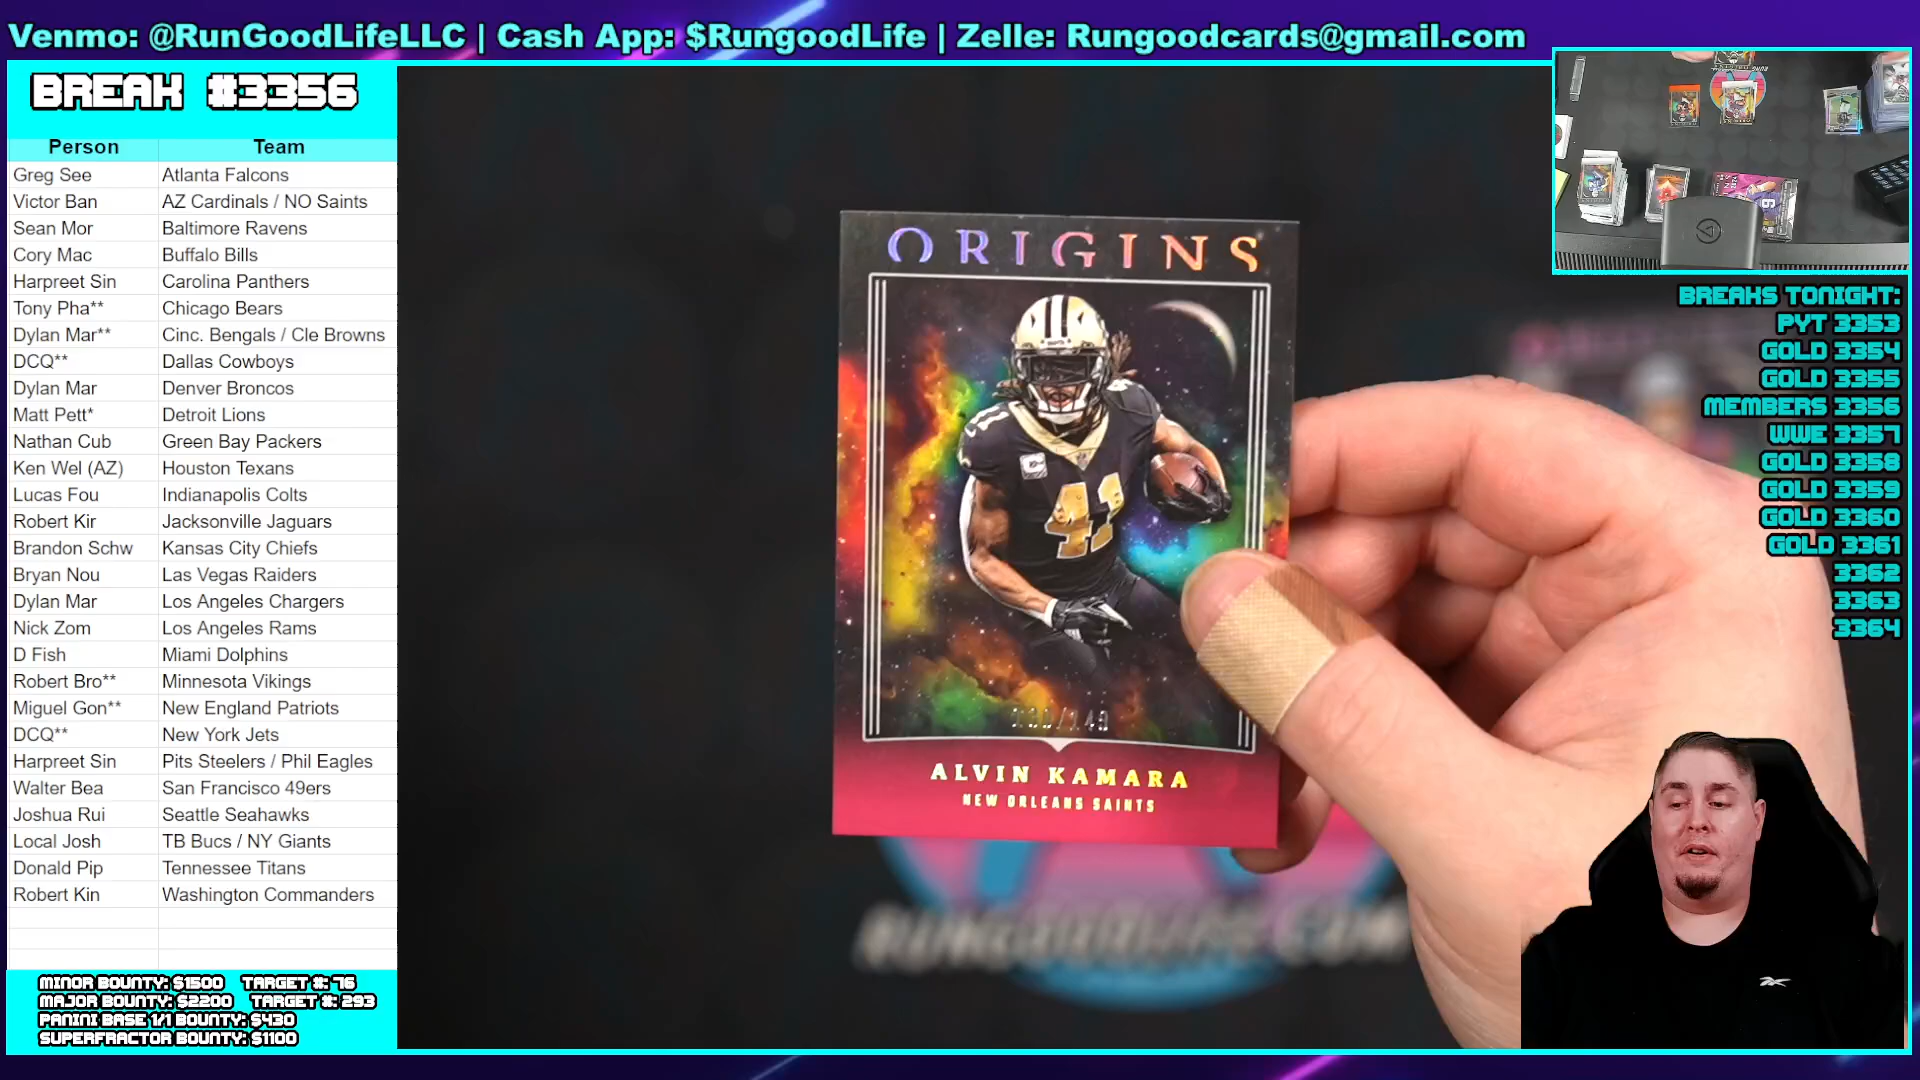 Venmo: @RunGoodLifeLLC | Cash App: $RungoodLife | Zelle: Rungoodcards@gmail.com
BREAK #3356
Person Team
Greg See Atlanta Falcons
Victor Ban AZ Cardinals / NO Saints
Sean Mor Baltimore Ravens
Cory Mac Buffalo Bills
Harpreet Sin Carolina Panthers
Tony Pha** Chicago Bears
Dylan Mar** Cinc. Bengals / Cle Browns
DCQ** Dallas Cowboys
Dylan Mar Denver Broncos
Matt Pett* Detroit Lions
Nathan Cub Green Bay Packers
Ken Wel (AZ) Houston Texans
Lucas Fou Indianapolis Colts
Robert Kir Jacksonville Jaguars
Brandon Schw Kansas City Chiefs
Bryan Nou Las Vegas Raiders
Dylan Mar Los Angeles Chargers
Nick Zom Los Angeles Rams
D Fish Miami Dolphins
Robert Bro** Minnesota Vikings
Miguel Gon** New England Patriots
DCQ** New York Jets
Harpreet Sin Pits Steelers / Phil Eagles
Walter Bea San Francisco 49ers
Joshua Rui Seattle Seahawks
Local Josh TB Bucs / NY Giants
Donald Pip Tennessee Titans
Robert Kin Washington Commanders
MINOR BOUNTY: $1500 TARGET #: 76
MAJOR BOUNTY: $2200 TARGET #: 293
PANINI BASE 1/1 BOUNTY: $430
SUPERFRACTOR BOUNTY: $1100
ORIGINS
41
41
ALVIN KAMARA
NEW ORLEANS SAINTS
RUNGOODLIFE.COM
BREAKS TONIGHT:
PYT 3353
GOLD 3354
GOLD 3355
MEMBERS 3356
WWE 3357
GOLD 3358
GOLD 3359
GOLD 3360
GOLD 3361
3362
3363
3364